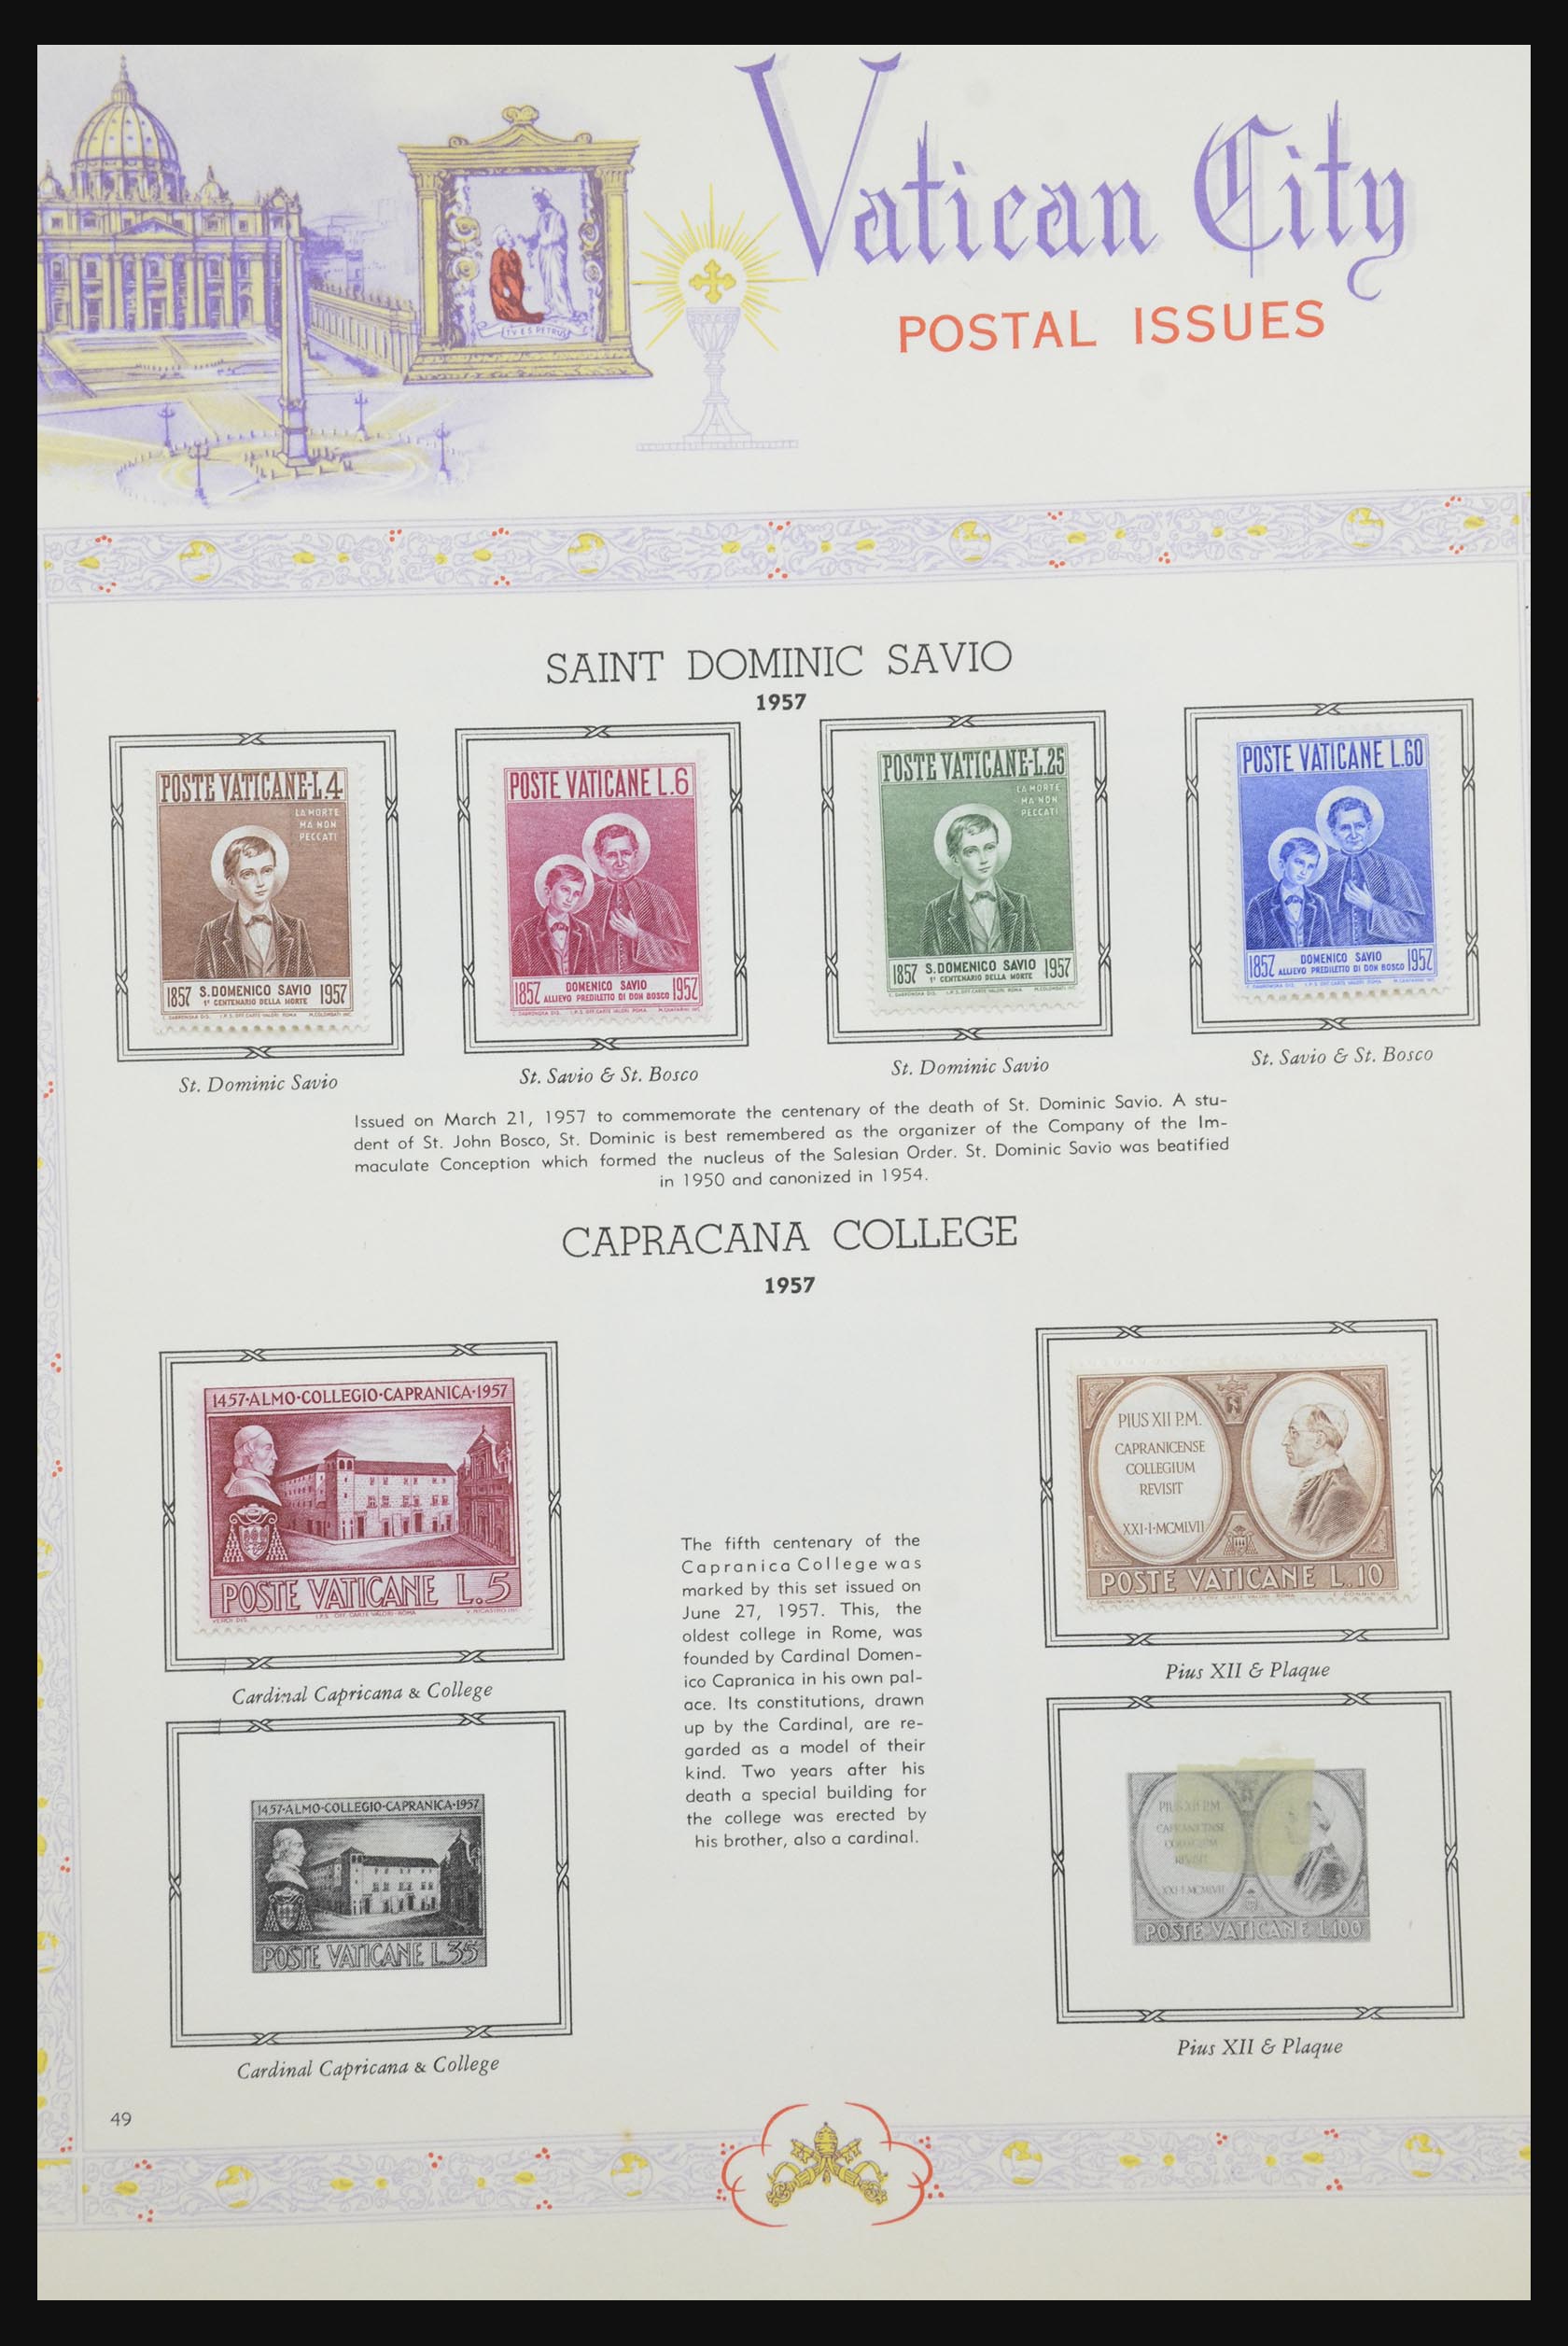 Vatican City
POSTAL ISSUES
TV ES PETRUS
SAINT DOMINIC SAVIO
1957
POSTE VATICANE-L.4
LA MORTE
MA NON
PECCATI
1857 S.DOMENICO SAVIO 1957
1° CENTENARIO DELLA MORTE
POSTE VATICANE L.6
1857 DOMENICO SAVIO 1957
ALLIEVO PREDILETTO DI DON BOSCO
POSTE VATICANE-L.25
LA MORTE
MA NON
PECCATI
1857 S.DOMENICO SAVIO 1957
1° CENTENARIO DELLA MORTE
POSTE VATICANE L.60
1857 DOMENICO SAVIO 1957
ALLIEVO PREDILETTO DI DON BOSCO
St. Dominic Savio
St. Savio & St. Bosco
St. Dominic Savio
St. Savio & St. Bosco
Issued on March 21, 1957 to commemorate the centenary of the death of St. Dominic Savio. A stu-
dent of St. John Bosco, St. Dominic is best remembered as the organizer of the Company of the Im-
maculate Conception which formed the nucleus of the Salesian Order. St. Dominic Savio was beatified
in 1950 and canonized in 1954.
CAPRACANA COLLEGE
1957
1457·ALMO·COLLEGIO·CAPRANICA·1957
POSTE VATICANE L.5
Cardinal Capricana & College
PIUS XII P.M.
CAPRANICENSE
COLLEGIUM
REVISIT
XXI·I·MCMLVII
POSTE VATICANE L.10
Pius XII & Plaque
The fifth centenary of the
Capranica College was
marked by this set issued on
June 27, 1957. This, the
oldest college in Rome, was
founded by Cardinal Domen-
ico Capranica in his own pal-
ace. Its constitutions, drawn
up by the Cardinal, are re-
garded as a model of their
kind. Two years after his
death a special building for
the college was erected by
his brother, also a cardinal.
1457·ALMO·COLLEGIO·CAPRANICA·1957
POSTE VATICANE L.35
Cardinal Capricana & College
PIUS XII P.M.
CAPRANICENSE
COLLEGIUM
REVISIT
XXI·I·MCMLVII
POSTE VATICANE L.100
Pius XII & Plaque
49